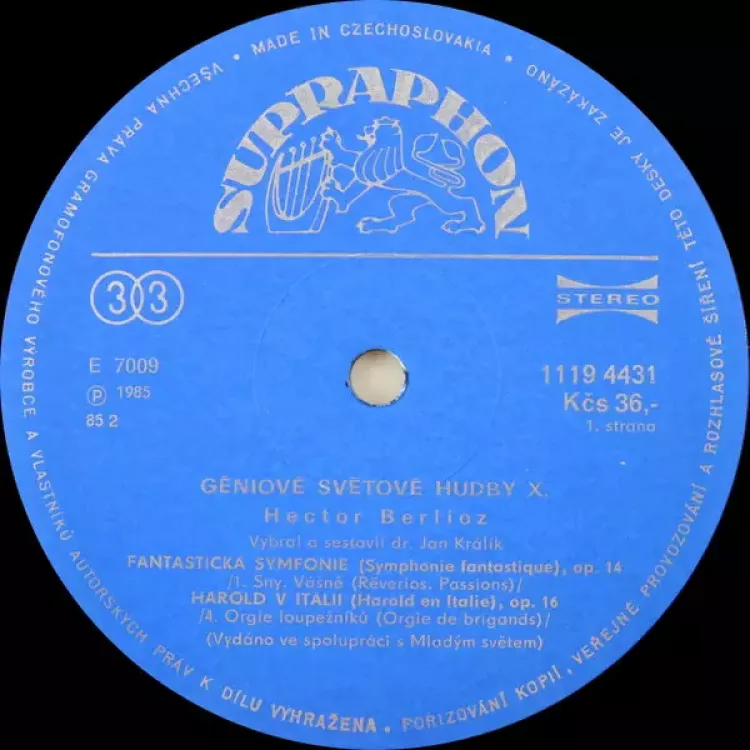 MADE IN CZECHOSLOVAKIA
SUPRAPHON
33
STEREO
E 7009
℗ 1985
85 2
1119 4431
Kčs 36,-
1. strana
GÉNIOVÉ SVĚTOVÉ HUDBY X.
Hector Berlioz
Vybral a sestavil dr. Jan Králík
FANTASTICKÁ SYMFONIE (Symphonie fantastique), op. 14
/1. Sny. Vášně (Rêveries. Passions)/
HAROLD V ITALII (Harold en Italie), op. 16
/4. Orgie loupežníků (Orgie de brigands)/
(Vydáno ve spolupráci s Mladým světem)
VŠECHNA PRÁVA GRAMOFONOVÉHO VÝROBCE A VLASTNÍKŮ AUTORSKÝCH PRÁV K DÍLU VYHRAŽENA. POŘIZOVÁNÍ KOPIÍ, VEŘEJNÉ PROVOZOVÁNÍ A ROZHLASOVÉ ŠÍŘENÍ TÉTO DESKY JE ZAKÁZÁNO